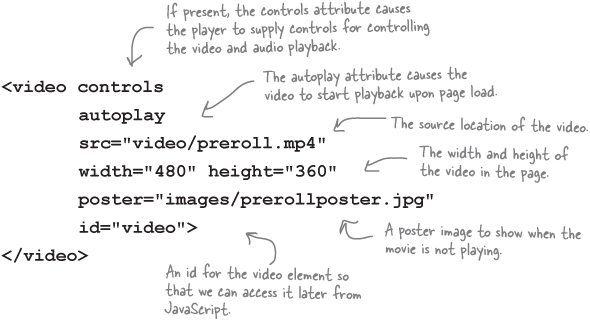 If present, the controls attribute causes
the player to supply controls for controlling
the video and audio playback.
<video controls
The autoplay attribute causes the
video to start playback upon page load.
autoplay
src="video/preroll.mp4"
The source location of the video.
width="480" height="360"
The width and height of
the video in the page.
poster="images/prerollposter.jpg"
id="video">
A poster image to show when the
movie is not playing.
</video>
An id for the video element so
that we can access it later from
JavaScript.